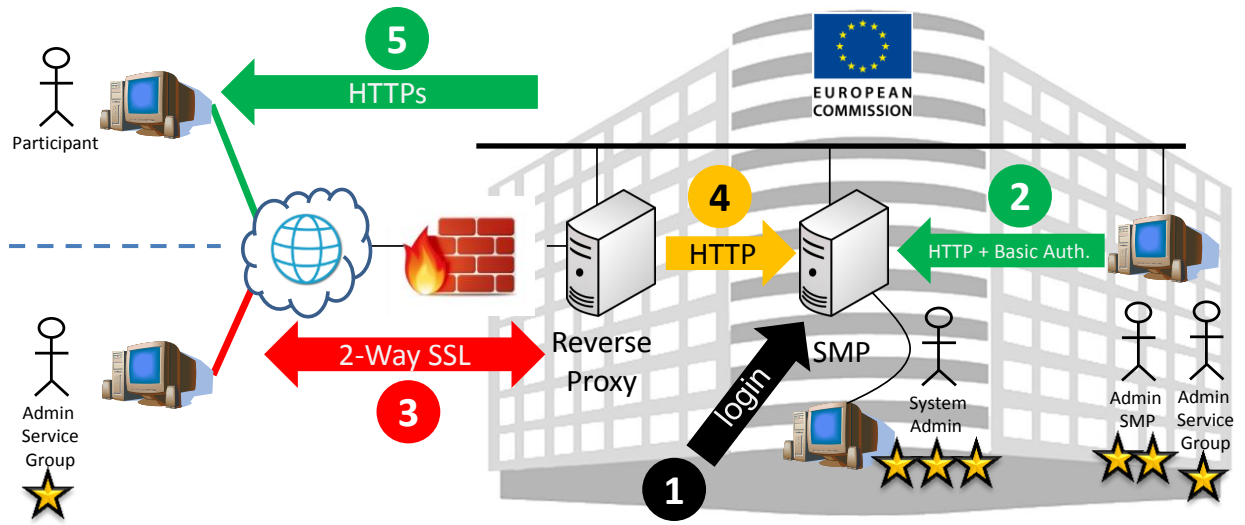 5
HTTPs
Participant
EUROPEAN
COMMISSION
4
HTTP
2
HTTP + Basic Auth.
2-Way SSL
3
Reverse
Proxy
SMP
login
1
System
Admin
Admin
SMP
Admin
Service
Group
Admin
Service
Group